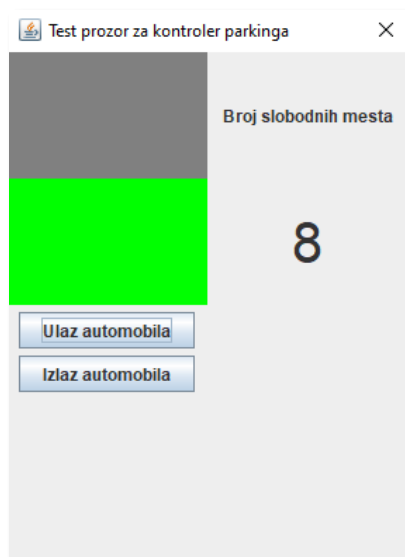 Test prozor za kontroler parkinga
Broj slobodnih mesta
8
Ulaz automobila
Izlaz automobila